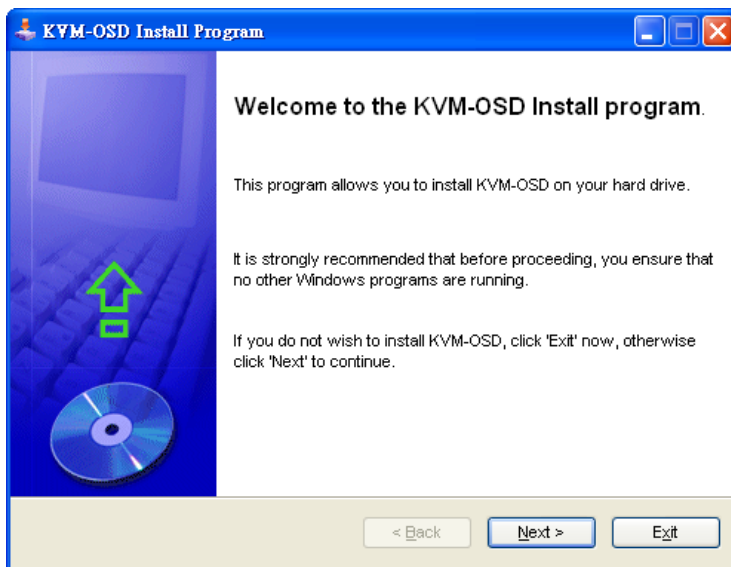 KVM-OSD Install Program
Welcome to the KVM-OSD Install program.
This program allows you to install KVM-OSD on your hard drive.
It is strongly recommended that before proceeding, you ensure that
no other Windows programs are running.
If you do not wish to install KVM-OSD, click 'Exit' now, otherwise
click 'Next' to continue.
< Back
Next >
Exit